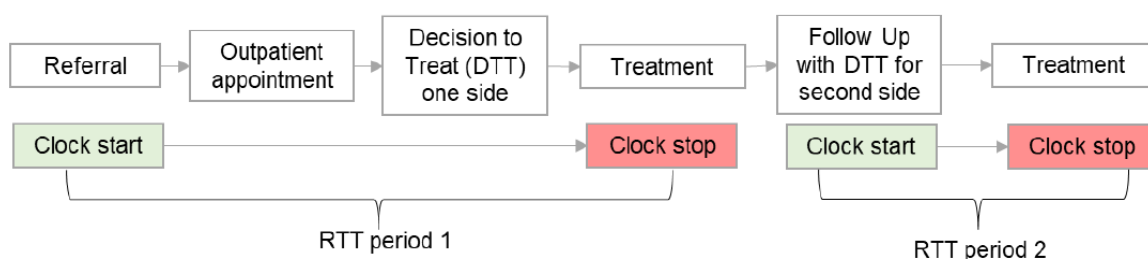 Referral
Outpatient
appointment
Decision to
Treat (DTT)
one side
Treatment
Follow Up
with DTT for
second side
Treatment
Clock start
Clock stop
Clock start
Clock stop
RTT period 1
RTT period 2